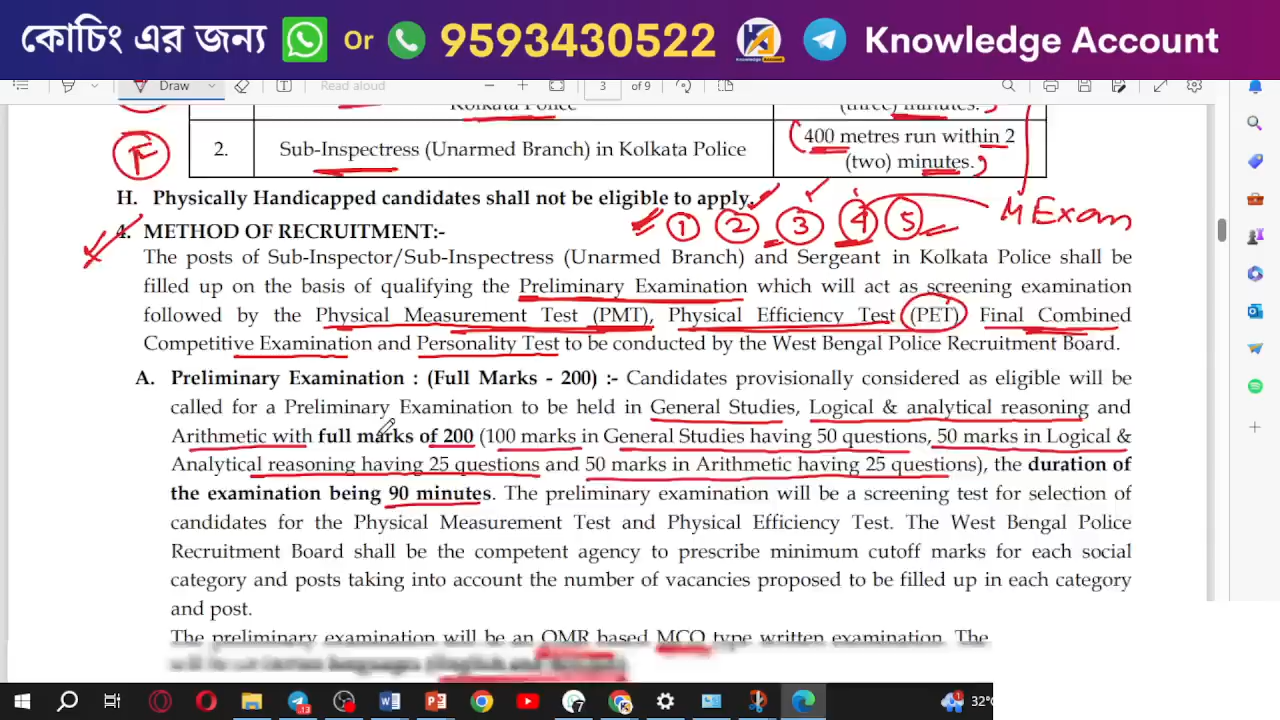 কোচিং এর জন্য Or 9593430522 Knowledge Account
Draw Read aloud 3 of 9
Kolkata Police (three) minutes.
F 2. Sub-Inspectress (Unarmed Branch) in Kolkata Police (400 metres run within 2
(two) minutes.)
H. Physically Handicapped candidates shall not be eligible to apply.
1 2 3 4 5 M Exam
4. METHOD OF RECRUITMENT:-
The posts of Sub-Inspector/Sub-Inspectress (Unarmed Branch) and Sergeant in Kolkata Police shall be
filled up on the basis of qualifying the Preliminary Examination which will act as screening examination
followed by the Physical Measurement Test (PMT), Physical Efficiency Test (PET) Final Combined
Competitive Examination and Personality Test to be conducted by the West Bengal Police Recruitment Board.
A. Preliminary Examination : (Full Marks - 200) :- Candidates provisionally considered as eligible will be
called for a Preliminary Examination to be held in General Studies, Logical & analytical reasoning and
Arithmetic with full marks of 200 (100 marks in General Studies having 50 questions, 50 marks in Logical &
Analytical reasoning having 25 questions and 50 marks in Arithmetic having 25 questions), the duration of
the examination being 90 minutes. The preliminary examination will be a screening test for selection of
candidates for the Physical Measurement Test and Physical Efficiency Test. The West Bengal Police
Recruitment Board shall be the competent agency to prescribe minimum cutoff marks for each social
category and posts taking into account the number of vacancies proposed to be filled up in each category
and post.
The preliminary examination will be an OMR based MCQ type written examination. The
32°